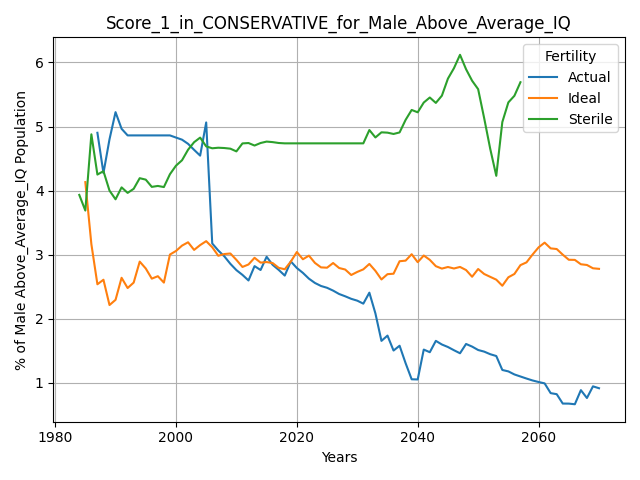 Score_1_in_CONSERVATIVE_for_Male_Above_Average_IQ
% of Male Above_Average_IQ Population
6
5
4
3
2
1
Fertility
Actual
Ideal
Sterile
1980 2000 2020 2040 2060
Years